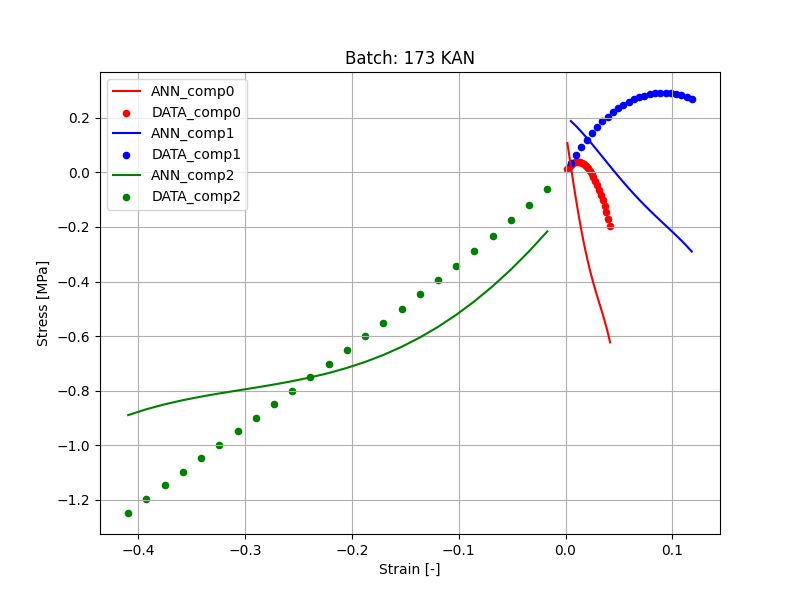 Batch: 173 KAN
ANN_comp0
DATA_comp0
ANN_comp1
DATA_comp1
ANN_comp2
DATA_comp2
0.2
0.0
−0.2
−0.4
−0.6
−0.8
−1.0
−1.2
Stress [MPa]
−0.4 −0.3 −0.2 −0.1 0.0 0.1
Strain [-]